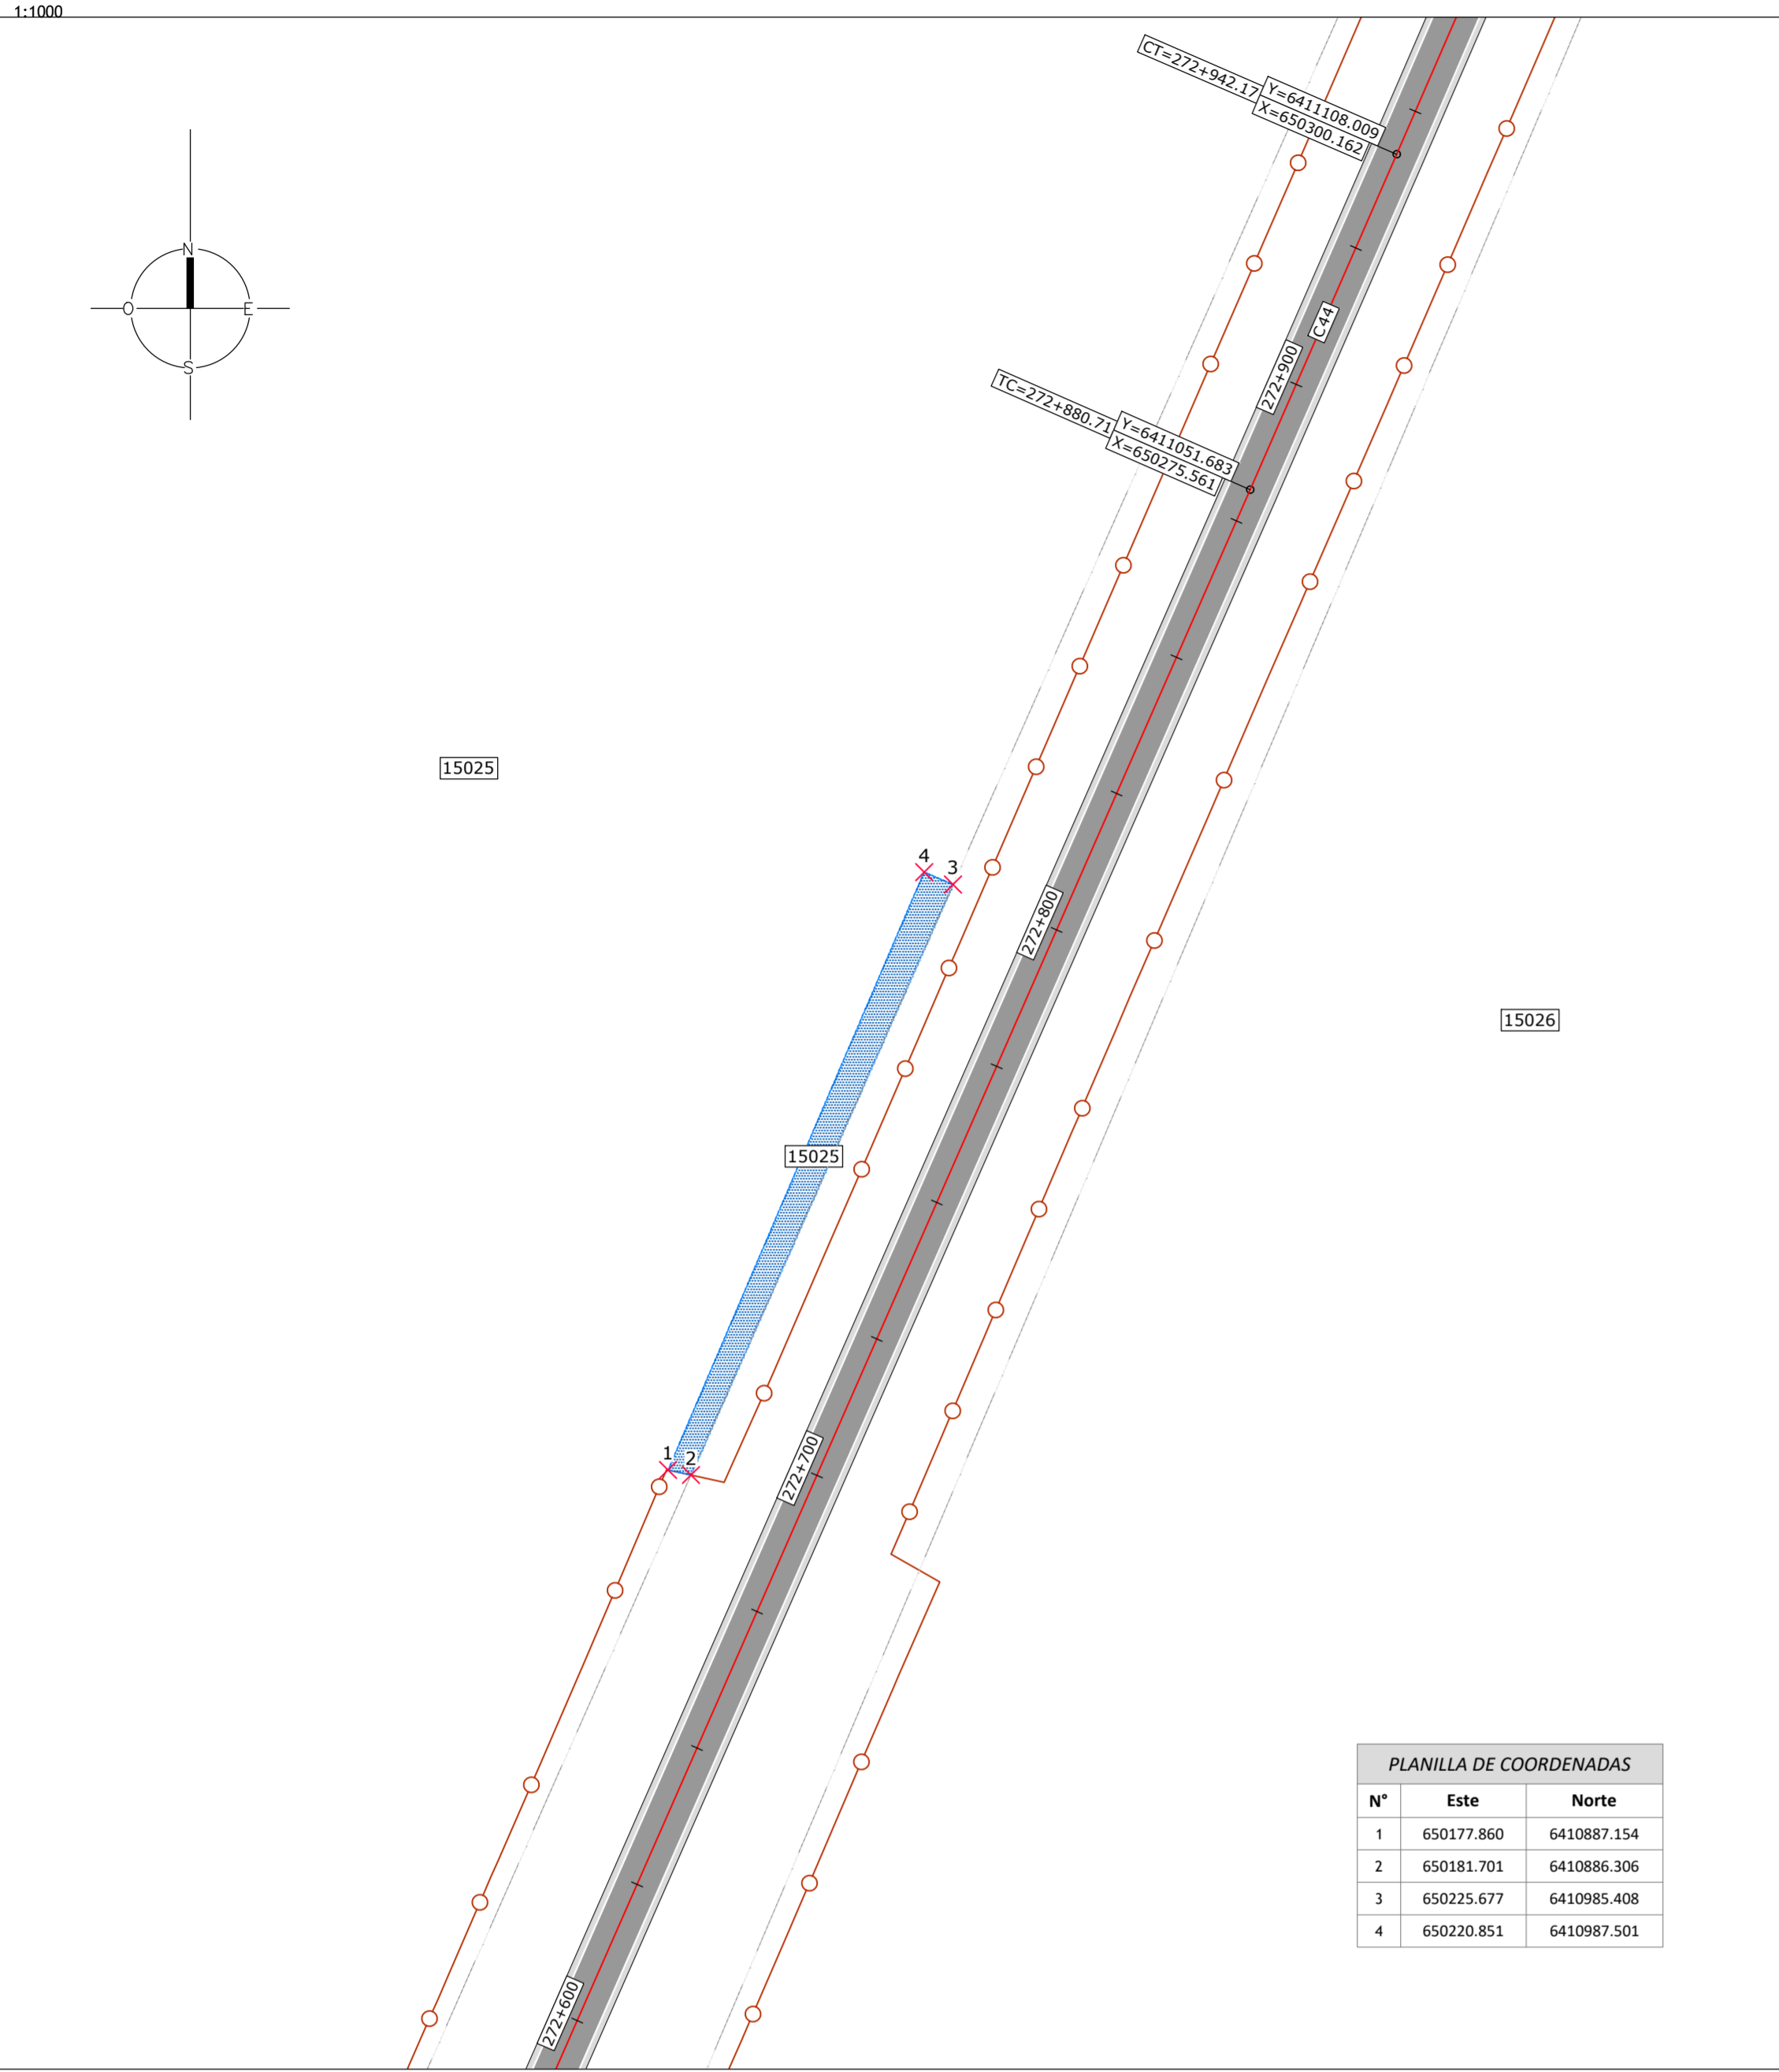 1:1000
CT=272+942.17
Y=6411108.009
X=650300.162
N
O
E
S
C44
272+900
TC=272+880.71
Y=6411051.683
X=650275.561
15025
4
3
272+800
15026
15025
1
2
272+700
PLANILLA DE COORDENADAS
N° Este Norte
1 650177.860 6410887.154
2 650181.701 6410886.306
3 650225.677 6410985.408
4 650220.851 6410987.501
272+600